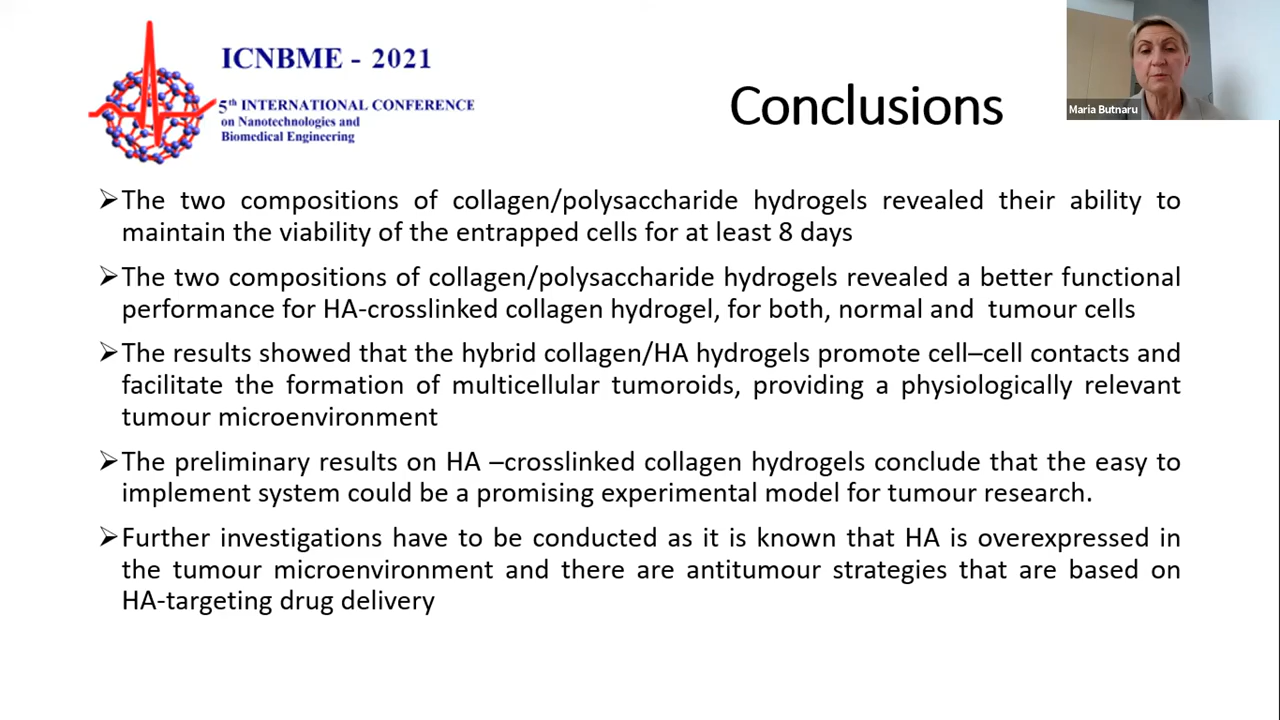 ICNBME - 2021
5th INTERNATIONAL CONFERENCE
on Nanotechnologies and
Biomedical Engineering
Conclusions
Maria Butnaru
➢The two compositions of collagen/polysaccharide hydrogels revealed their ability to
maintain the viability of the entrapped cells for at least 8 days
➢The two compositions of collagen/polysaccharide hydrogels revealed a better functional
performance for HA-crosslinked collagen hydrogel, for both, normal and tumour cells
➢The results showed that the hybrid collagen/HA hydrogels promote cell–cell contacts and
facilitate the formation of multicellular tumoroids, providing a physiologically relevant
tumour microenvironment
➢The preliminary results on HA –crosslinked collagen hydrogels conclude that the easy to
implement system could be a promising experimental model for tumour research.
➢Further investigations have to be conducted as it is known that HA is overexpressed in
the tumour microenvironment and there are antitumour strategies that are based on
HA-targeting drug delivery